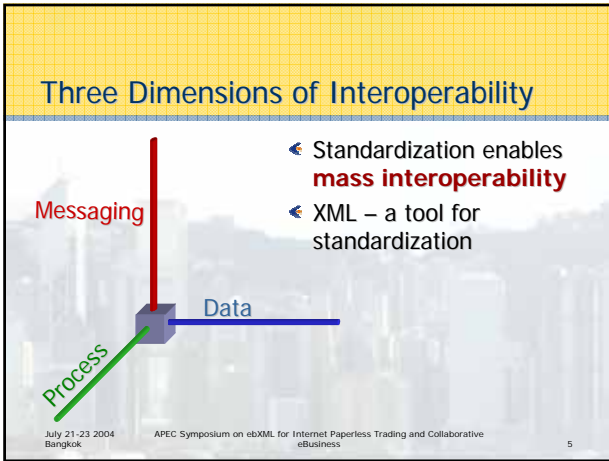 Three Dimensions of Interoperability
Standardization enables
mass interoperability
XML – a tool for
standardization
Messaging
Data
Process
July 21-23 2004
Bangkok
APEC Symposium on ebXML for Internet Paperless Trading and Collaborative
eBusiness
5